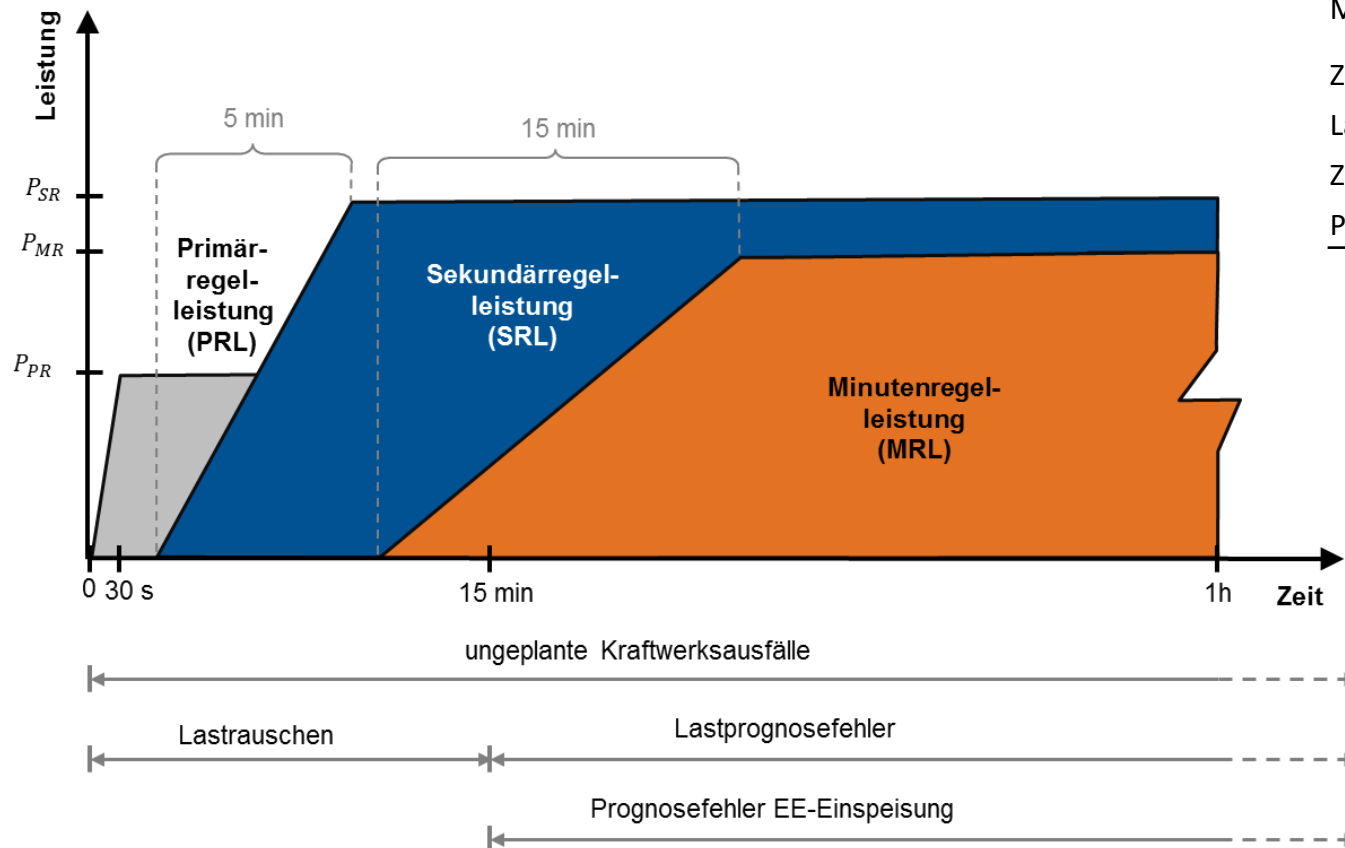 Leistung
5 min
15 min
P_SR
P_MR
P_PR
Primär-
regel-
leistung
(PRL)
Sekundärregel-
leistung
(SRL)
Minutenregel-
leistung
(MRL)
0 30 s
15 min
1h
Zeit
ungeplante Kraftwerksausfälle
Lastrauschen
Lastprognosefehler
Prognosefehler EE-Einspeisung
M
Z
La
Z
P